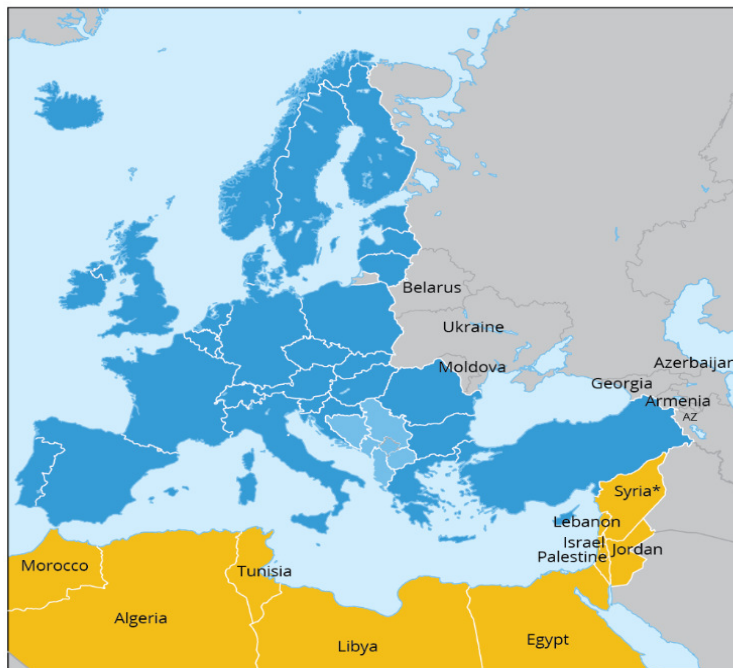 Belarus
Ukraine
Moldova
Azerbaijan
Georgia
Armenia
AZ
Syria*
Lebanon
Israel
Palestine
Jordan
Morocco
Tunisia
Algeria
Libya
Egypt